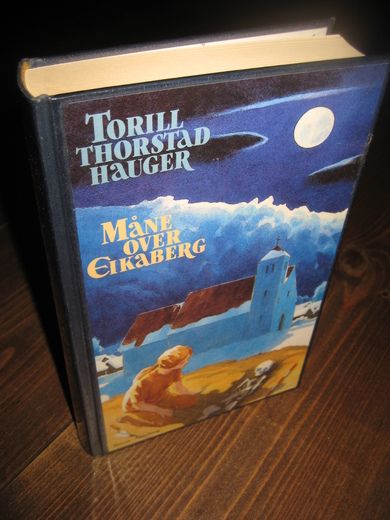 TORILL
THORSTAD
HAUGER
MÅNE
OVER
EIKABERG